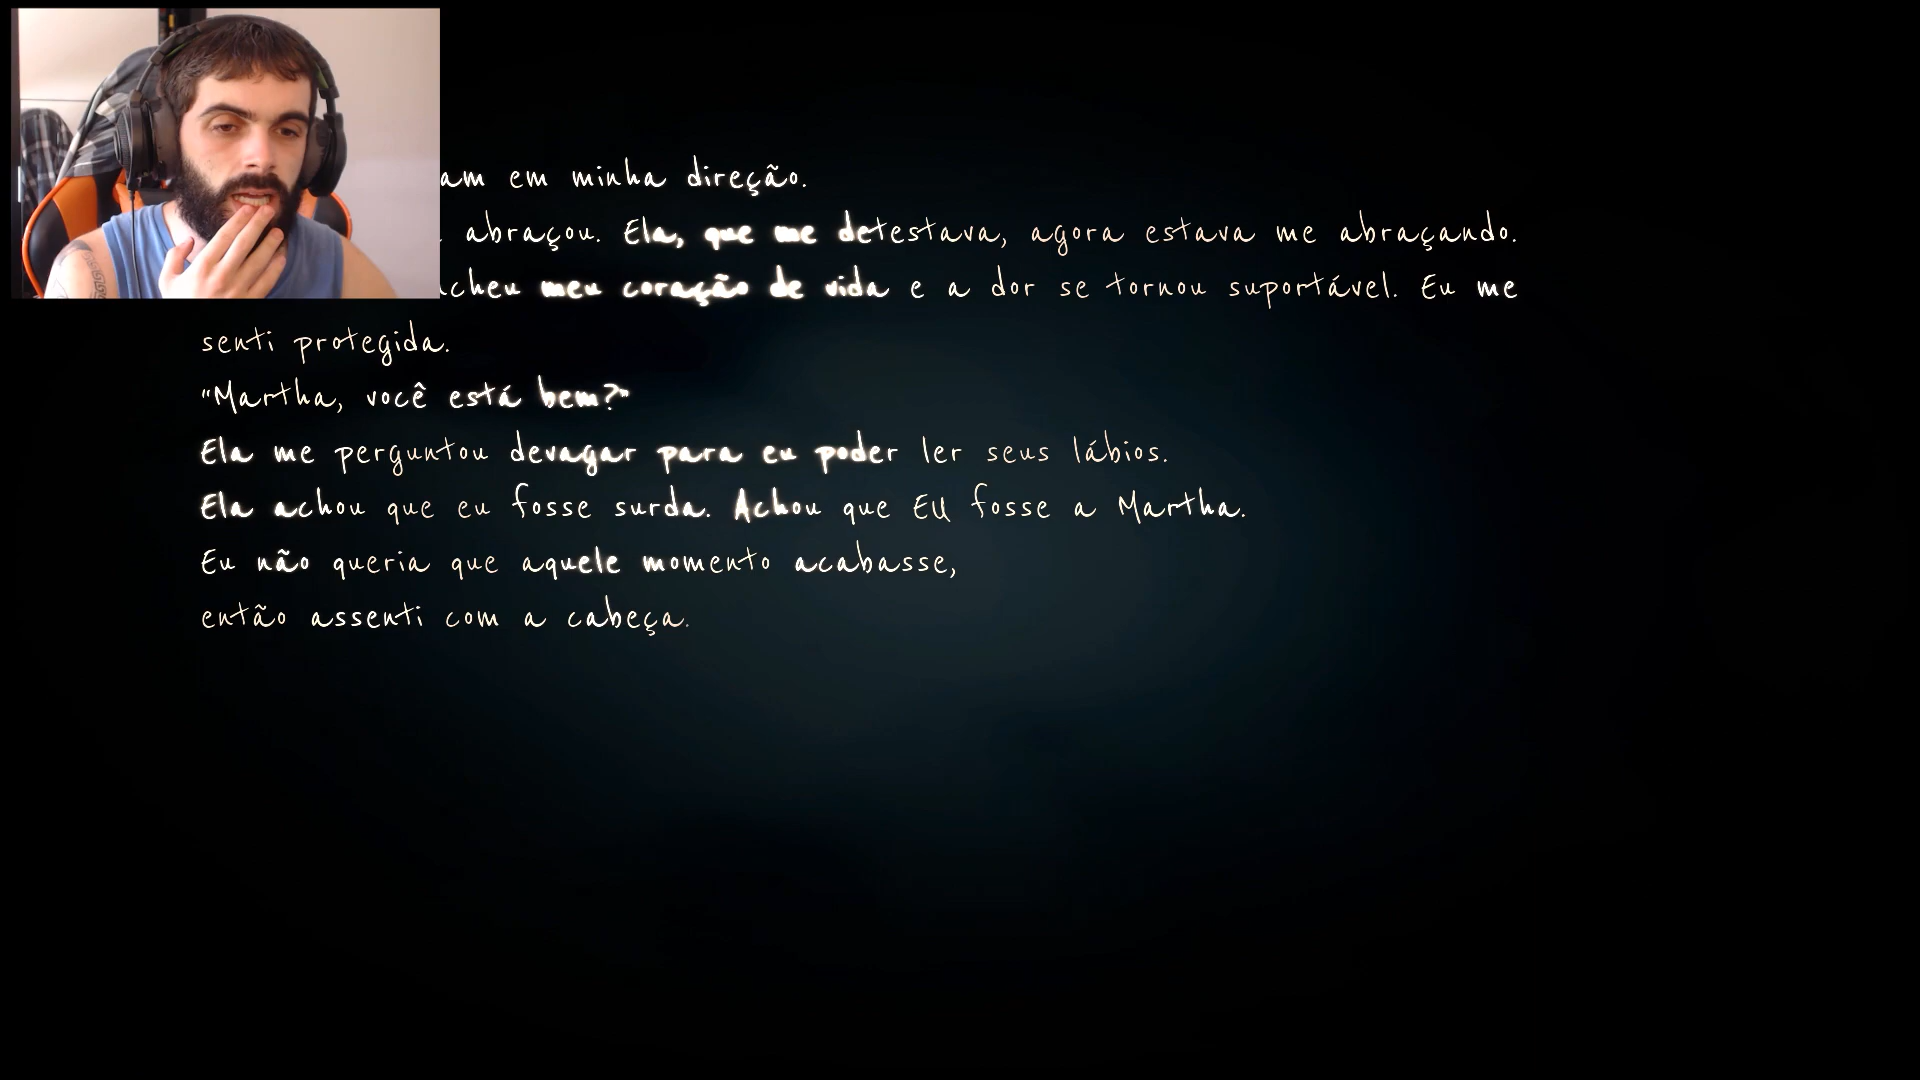 em minha direção.
abraçou. Ela, que me detestava, agora estava me abraçando.
meu coração de vida e a dor se tornou suportável. Eu me
senti protegida.
"Martha, você está bem?"
Ela me perguntou devagar para eu poder ler seus lábios.
Ela achou que eu fosse surda. Achou que EU fosse a Martha.
Eu não queria que aquele momento acabasse,
então assenti com a cabeça.